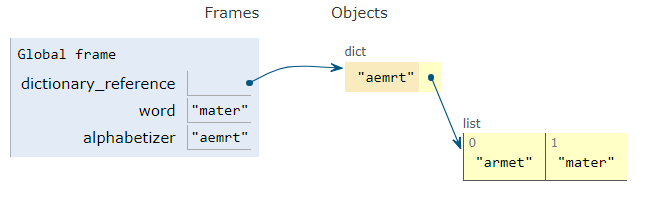 Frames Objects
Global frame
dictionary_reference
word "mater"
alphabetizer "aemrt"
dict
"aemrt"
list
0 1
"armet" "mater"